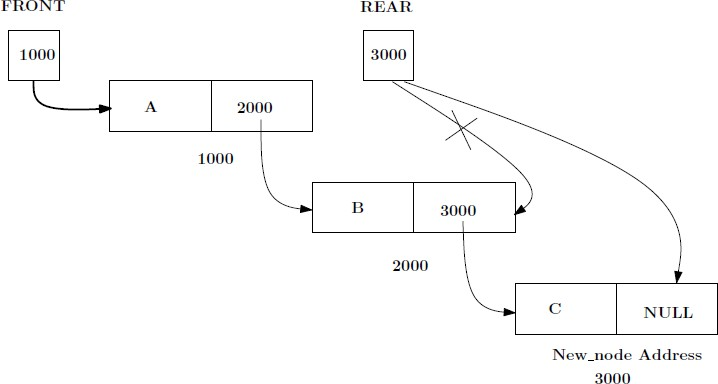 FRONT
REAR
1000
3000
A
2000
1000
B
3000
2000
C
NULL
New_node Address
3000